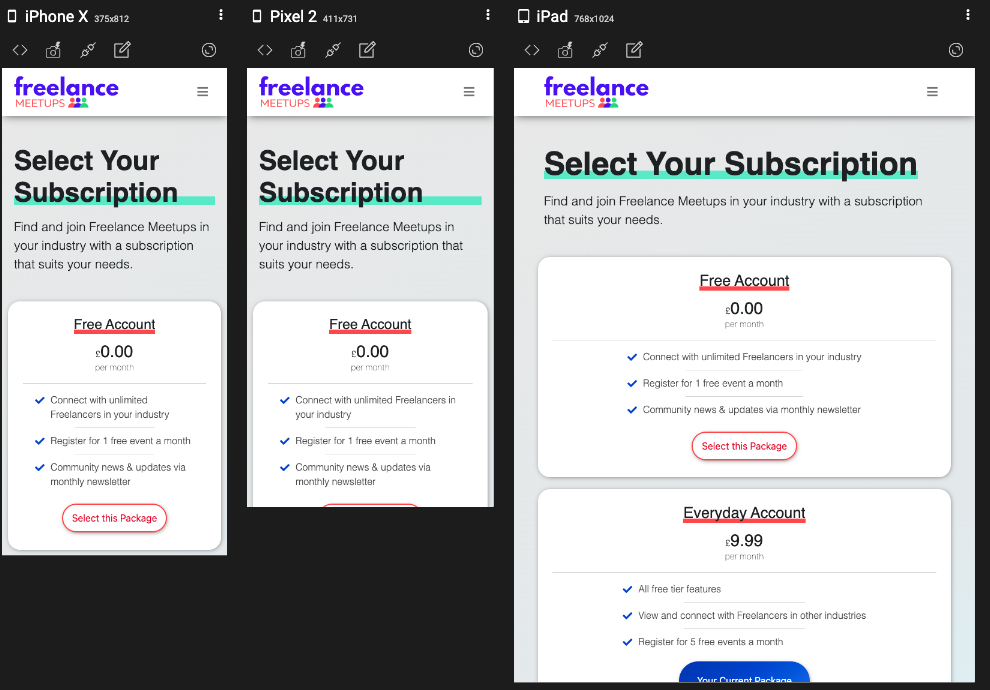 iPhone X 375x812
freelance
MEETUPS
Select Your
Subscription
Find and join Freelance Meetups in
your industry with a subscription
that suits your needs.
Free Account
£0.00
per month
Connect with unlimited
Freelancers in your industry
Register for 1 free event a month
Community news & updates via
monthly newsletter
Select this Package
Pixel 2 411x731
freelance
MEETUPS
Select Your
Subscription
Find and join Freelance Meetups in
your industry with a subscription that
suits your needs.
Free Account
£0.00
per month
Connect with unlimited Freelancers in
your industry
Register for 1 free event a month
Community news & updates via
monthly newsletter
iPad 768x1024
freelance
MEETUPS
Select Your Subscription
Find and join Freelance Meetups in your industry with a subscription
that suits your needs.
Free Account
£0.00
per month
Connect with unlimited Freelancers in your industry
Register for 1 free event a month
Community news & updates via monthly newsletter
Select this Package
Everyday Account
£9.99
per month
All free tier features
View and connect with Freelancers in other industries
Register for 5 free events a month
Your Current Package